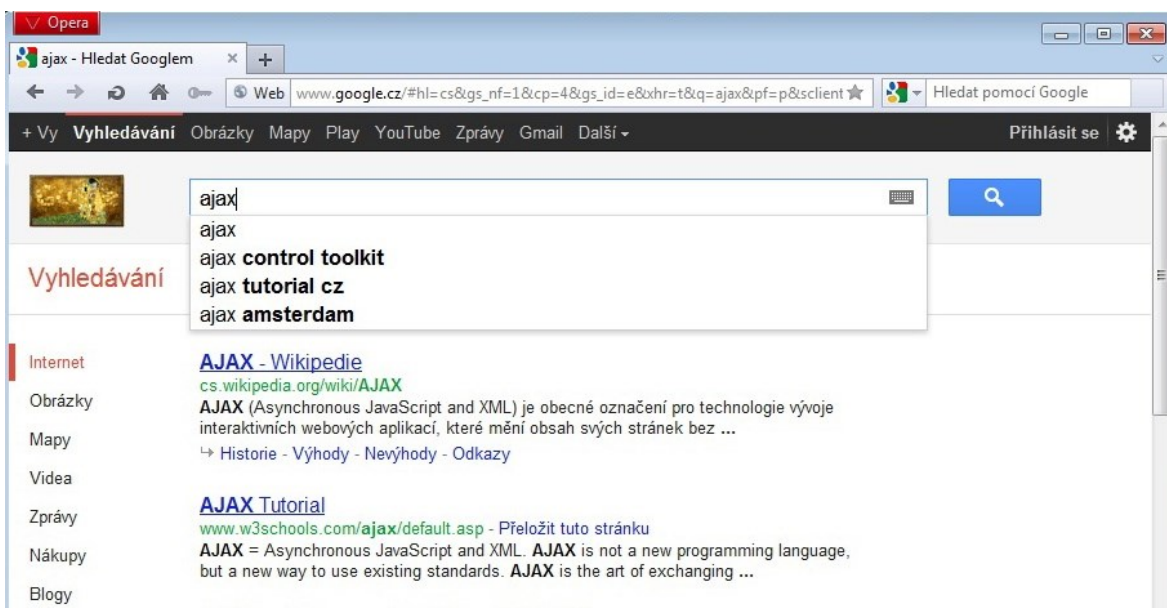 Opera
ajax - Hledat Googlem
Web www.google.cz/#hl=cs&gs_nf=1&cp=4&gs_id=e&xhr=t&q=ajax&pf=p&sclient Hledat pomocí Google
+ Vy Vyhledávání Obrázky Mapy Play YouTube Zprávy Gmail Další Přihlásit se
ajax
ajax
ajax control toolkit
ajax tutorial cz
ajax amsterdam
Vyhledávání
Internet
Obrázky
Mapy
Videa
Zprávy
Nákupy
Blogy
AJAX - Wikipedie
cs.wikipedia.org/wiki/AJAX
AJAX (Asynchronous JavaScript and XML) je obecné označení pro technologie vývoje
interaktivních webových aplikací, které mění obsah svých stránek bez ...
Historie - Výhody - Nevýhody - Odkazy
AJAX Tutorial
www.w3schools.com/ajax/default.asp - Přeložit tuto stránku
AJAX = Asynchronous JavaScript and XML. AJAX is not a new programming language,
but a new way to use existing standards. AJAX is the art of exchanging ...